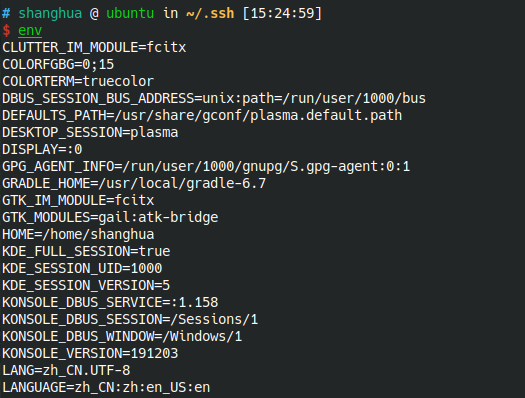 # shanghua @ ubuntu in ~/.ssh [15:24:59]
$ env
CLUTTER_IM_MODULE=fcitx
COLORFGBG=0;15
COLORTERM=truecolor
DBUS_SESSION_BUS_ADDRESS=unix:path=/run/user/1000/bus
DEFAULTS_PATH=/usr/share/gconf/plasma.default.path
DESKTOP_SESSION=plasma
DISPLAY=:0
GPG_AGENT_INFO=/run/user/1000/gnupg/S.gpg-agent:0:1
GRADLE_HOME=/usr/local/gradle-6.7
GTK_IM_MODULE=fcitx
GTK_MODULES=gail:atk-bridge
HOME=/home/shanghua
KDE_FULL_SESSION=true
KDE_SESSION_UID=1000
KDE_SESSION_VERSION=5
KONSOLE_DBUS_SERVICE=:1.158
KONSOLE_DBUS_SESSION=/Sessions/1
KONSOLE_DBUS_WINDOW=/Windows/1
KONSOLE_VERSION=191203
LANG=zh_CN.UTF-8
LANGUAGE=zh_CN:zh:en_US:en